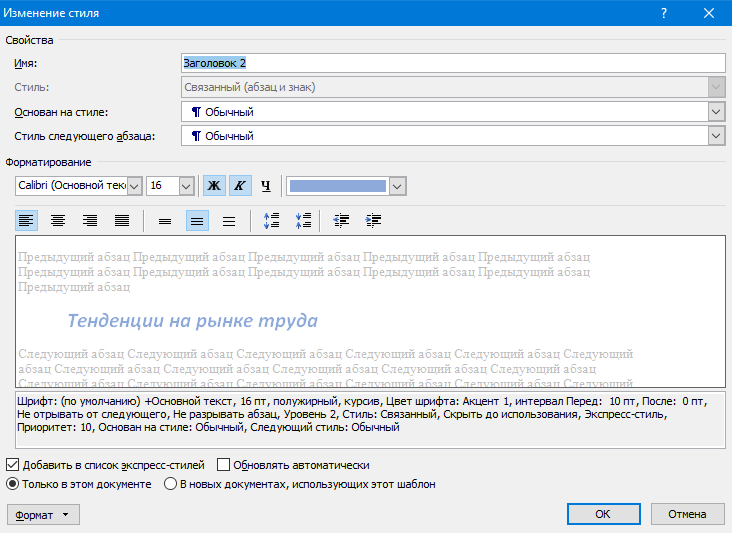 Изменение стиля ?
Свойства
Имя: Заголовок 2
Стиль: Связанный (абзац и знак)
Основан на стиле: ¶ Обычный
Стиль следующего абзаца: ¶ Обычный
Форматирование
Calibri (Основной текс 16 Ж К Ч
Предыдущий абзац Предыдущий абзац Предыдущий абзац Предыдущий абзац Предыдущий абзац
Предыдущий абзац Предыдущий абзац Предыдущий абзац Предыдущий абзац Предыдущий абзац
Предыдущий абзац
Тенденции на рынке труда
Следующий абзац Следующий абзац Следующий абзац Следующий абзац Следующий абзац Следующий
абзац Следующий абзац Следующий абзац Следующий абзац Следующий абзац Следующий абзац
Следующий абзац Следующий абзац Следующий абзац Следующий абзац Следующий абзац Следующий
Шрифт: (по умолчанию) +Основной текст, 16 пт, полужирный, курсив, Цвет шрифта: Акцент 1, интервал Перед: 10 пт, После: 0 пт,
Не отрывать от следующего, Не разрывать абзац, Уровень 2, Стиль: Связанный, Скрыть до использования, Экспресс-стиль,
Приоритет: 10, Основан на стиле: Обычный, Следующий стиль: Обычный
Добавить в список экспресс-стилей Обновлять автоматически
Только в этом документе В новых документах, использующих этот шаблон
Формат ОК Отмена